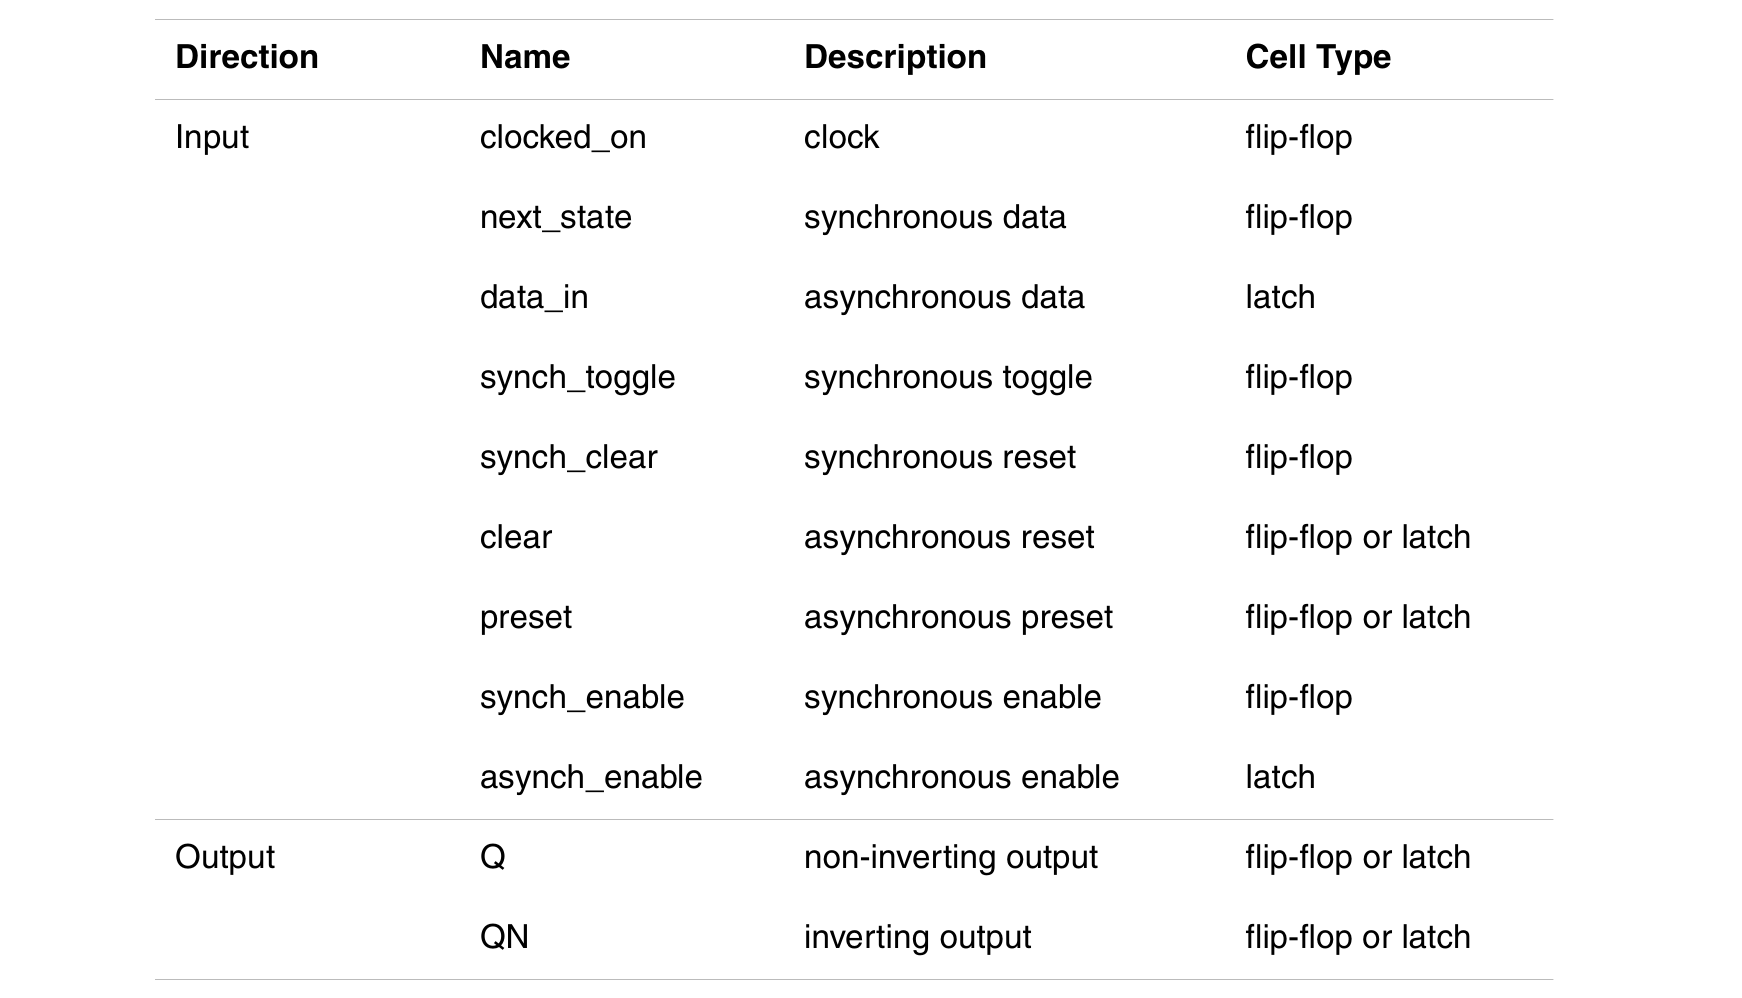 Direction Name Description Cell Type
Input clocked_on clock flip-flop
next_state synchronous data flip-flop
data_in asynchronous data latch
synch_toggle synchronous toggle flip-flop
synch_clear synchronous reset flip-flop
clear asynchronous reset flip-flop or latch
preset asynchronous preset flip-flop or latch
synch_enable synchronous enable flip-flop
asynch_enable asynchronous enable latch
Output Q non-inverting output flip-flop or latch
QN inverting output flip-flop or latch